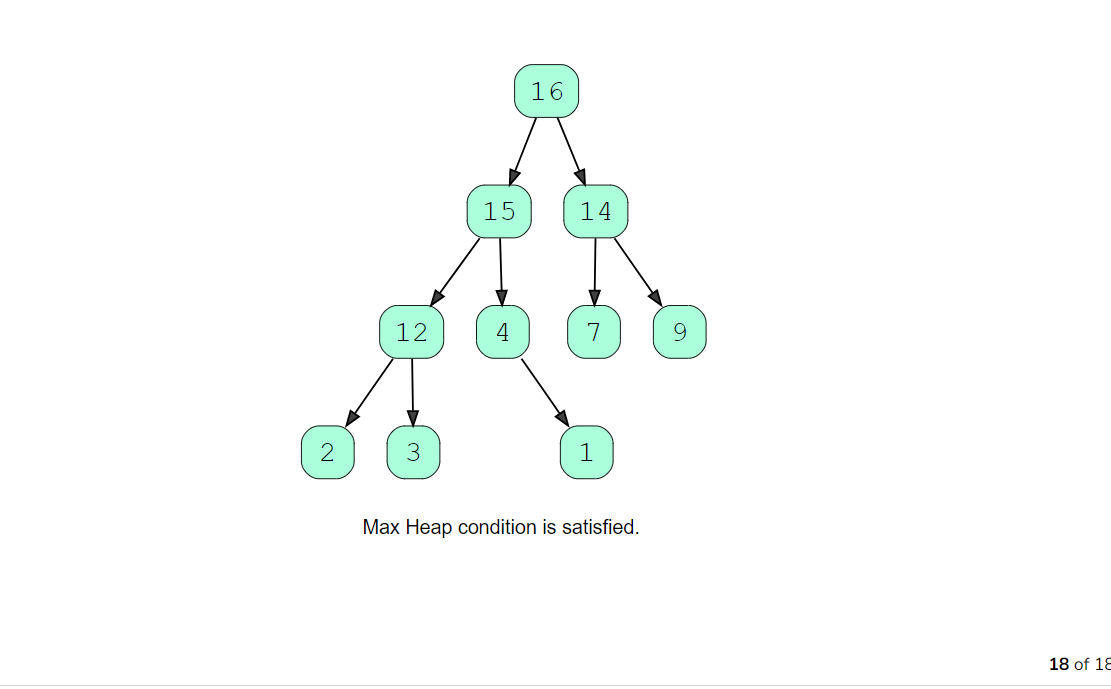 16
15 14
12 4 7 9
2 3 1
Max Heap condition is satisfied.
18 of 18